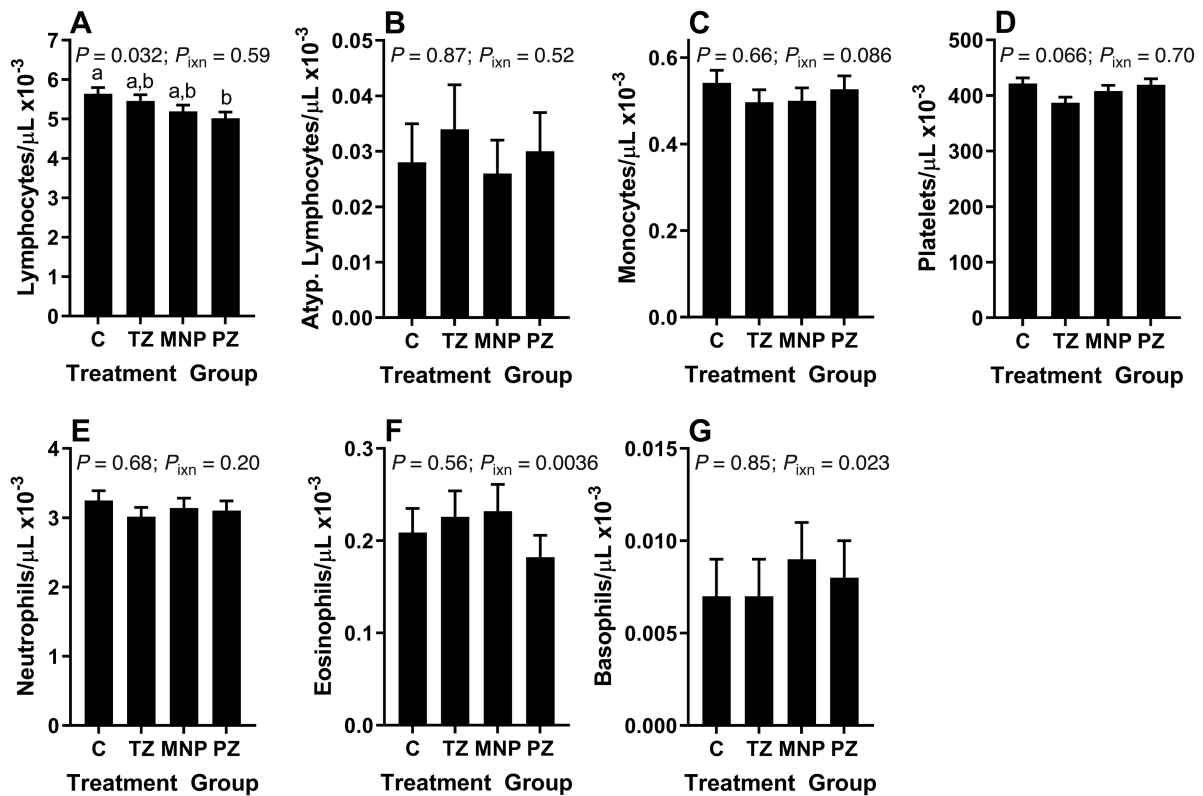 A
P = 0.032; Pixn = 0.59
a
a,b
a,b
b
Lymphocytes/μL x10-3
7
6
5
4
3
2
1
0
C TZ MNP PZ
Treatment Group
B
P = 0.87; Pixn = 0.52
Atyp. Lymphocytes/μL x10-3
0.05
0.04
0.03
0.02
0.01
0.00
C TZ MNP PZ
Treatment Group
C
P = 0.66; Pixn = 0.086
Monocytes/μL x10-3
0.6
0.4
0.2
0.0
C TZ MNP PZ
Treatment Group
D
P = 0.066; Pixn = 0.70
Platelets/μL x10-3
500
400
300
200
100
0
C TZ MNP PZ
Treatment Group
E
P = 0.68; Pixn = 0.20
Neutrophils/μL x10-3
4
3
2
1
0
C TZ MNP PZ
Treatment Group
F
P = 0.56; Pixn = 0.0036
Eosinophils/μL x10-3
0.3
0.2
0.1
0.0
C TZ MNP PZ
Treatment Group
G
P = 0.85; Pixn = 0.023
Basophils/μL x10-3
0.015
0.010
0.005
0.000
C TZ MNP PZ
Treatment Group